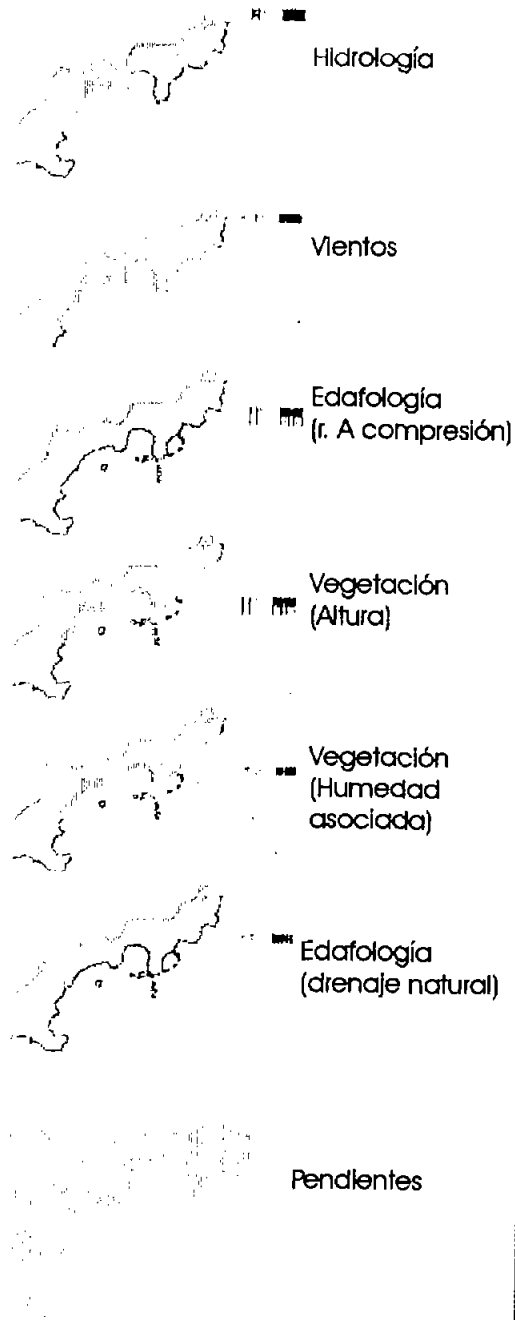 Hidrología
Vientos
Edafología
(r. A compresión)
Vegetación
(Altura)
Vegetación
(Humedad
asociada)
Edafología
(drenaje natural)
Pendientes